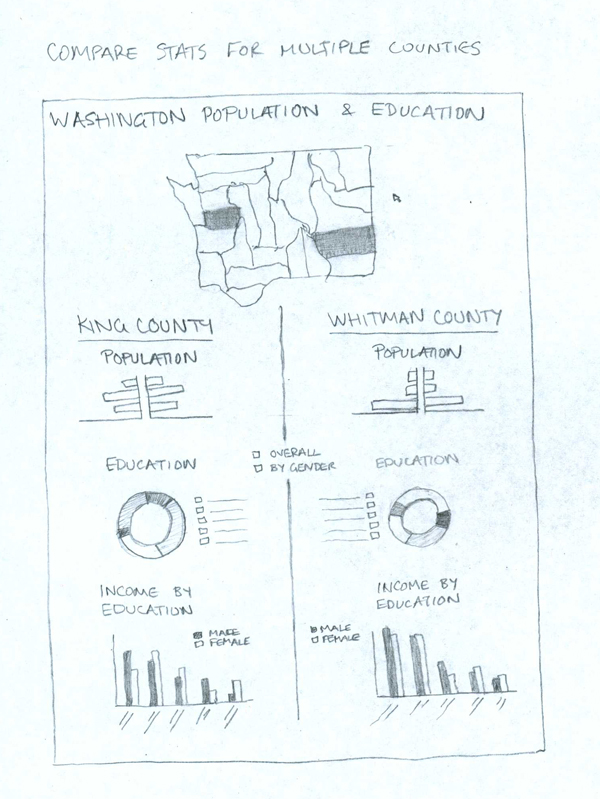 COMPARE STATS FOR MULTIPLE COUNTIES
WASHINGTON POPULATION & EDUCATION
KING COUNTY
POPULATION
WHITMAN COUNTY
POPULATION
EDUCATION
OVERALL
BY GENDER
EDUCATION
INCOME BY
EDUCATION
MALE
FEMALE
INCOME BY
EDUCATION
MALE
FEMALE